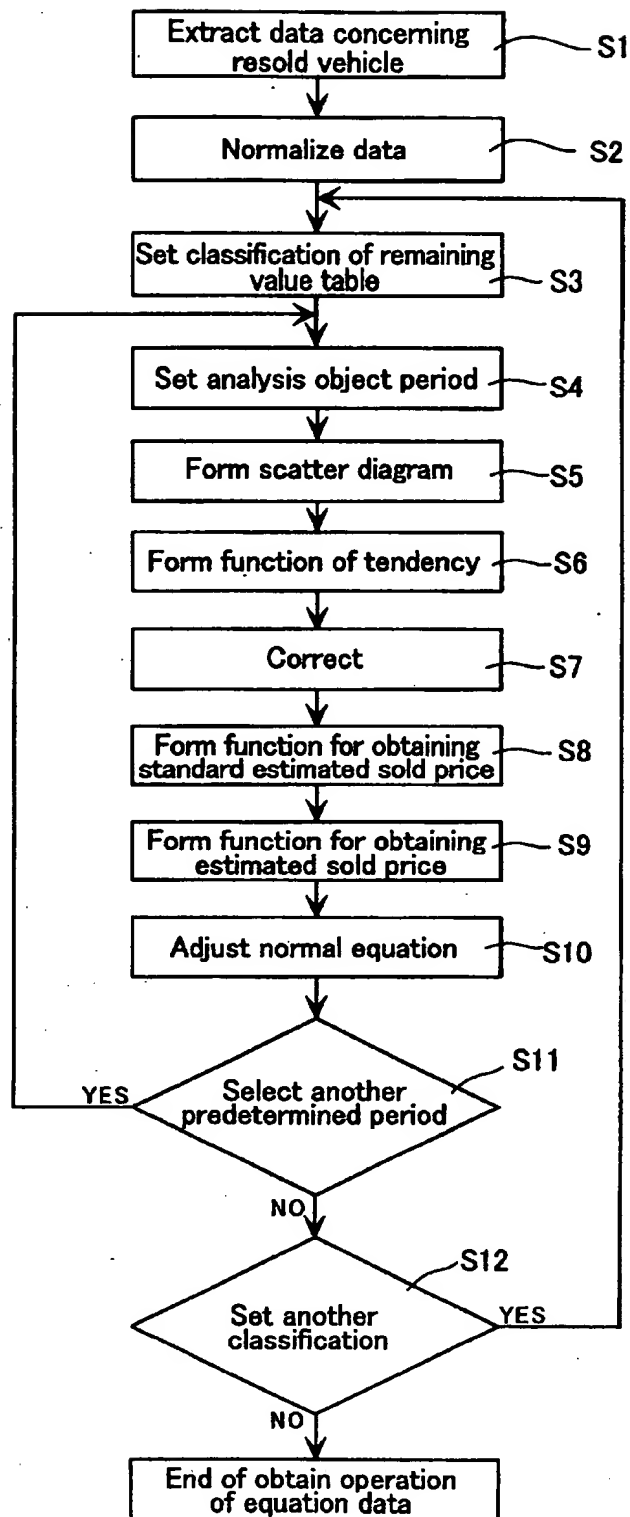 Extract data concerning
resold vehicle
S1
Normalize data
S2
Set classification of remaining
value table
S3
Set analysis object period
S4
Form scatter diagram
S5
Form function of tendency
S6
Correct
S7
Form function for obtaining
standard estimated sold price
S8
Form function for obtaining
estimated sold price
S9
Adjust normal equation
S10
Select another
predetermined period
S11
YES
NO
Set another
classification
S12
YES
NO
End of obtain operation
of equation data